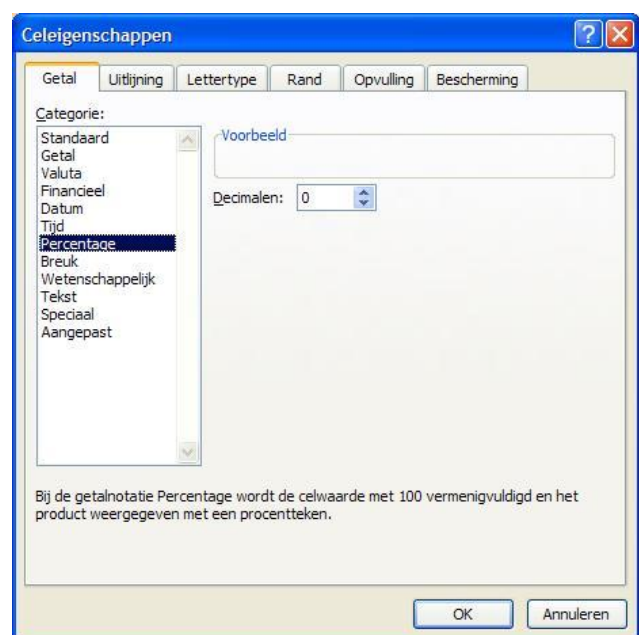 Celeigenschappen
Getal Uitlijning Lettertype Rand Opvulling Bescherming
Categorie:
Standaard
Getal
Valuta
Financieel
Datum
Tijd
Percentage
Breuk
Wetenschappelijk
Tekst
Speciaal
Aangepast
Voorbeeld
Decimalen: 0
Bij de getalnotatie Percentage wordt de celwaarde met 100 vermenigvuldigd en het
product weergegeven met een procentteken.
OK Annuleren